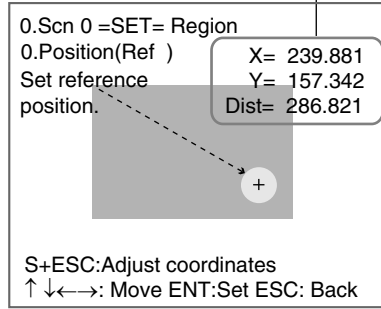 0.Scn 0 =SET= Region
0.Position(Ref  )
X= 239.881
Set reference
Y= 157.342
position.
Dist= 286.821
+
S+ESC:Adjust coordinates
↑ ↓←→: Move ENT:Set ESC: Back